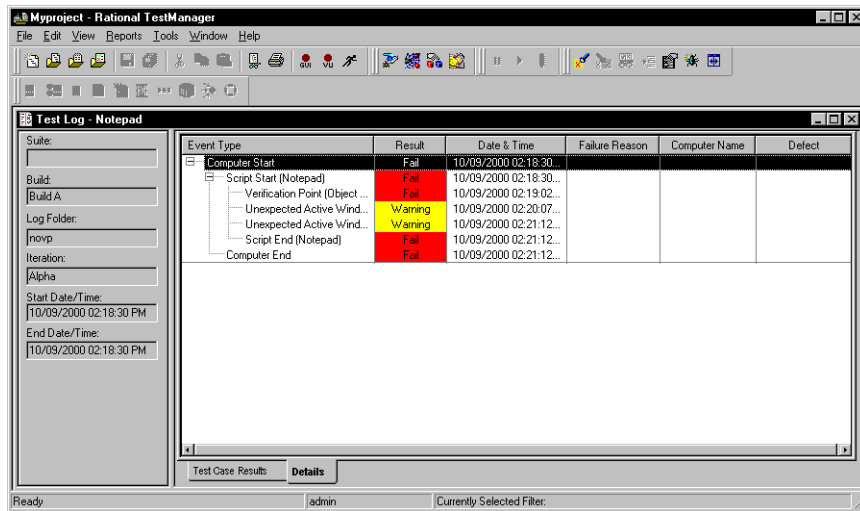 Myproject - Rational TestManager
File Edit View Reports Tools Window Help
GUI VU
Test Log - Notepad
Suite:
Build:
Build A
Log Folder:
novp
Iteration:
Alpha
Start Date/Time:
10/09/2000 02:18:30 PM
End Date/Time:
10/09/2000 02:18:30 PM
Event Type Result Date & Time Failure Reason Computer Name Defect
Computer Start Fail 10/09/2000 02:18:30...
Script Start (Notepad) Fail 10/09/2000 02:18:30...
Verification Point (Object ... Fail 10/09/2000 02:19:02...
Unexpected Active Wind... Warning 10/09/2000 02:20:07...
Unexpected Active Wind... Warning 10/09/2000 02:21:12...
Script End (Notepad) Fail 10/09/2000 02:21:12...
Computer End Fail 10/09/2000 02:21:12...
Test Case Results Details
Ready admin Currently Selected Filter: